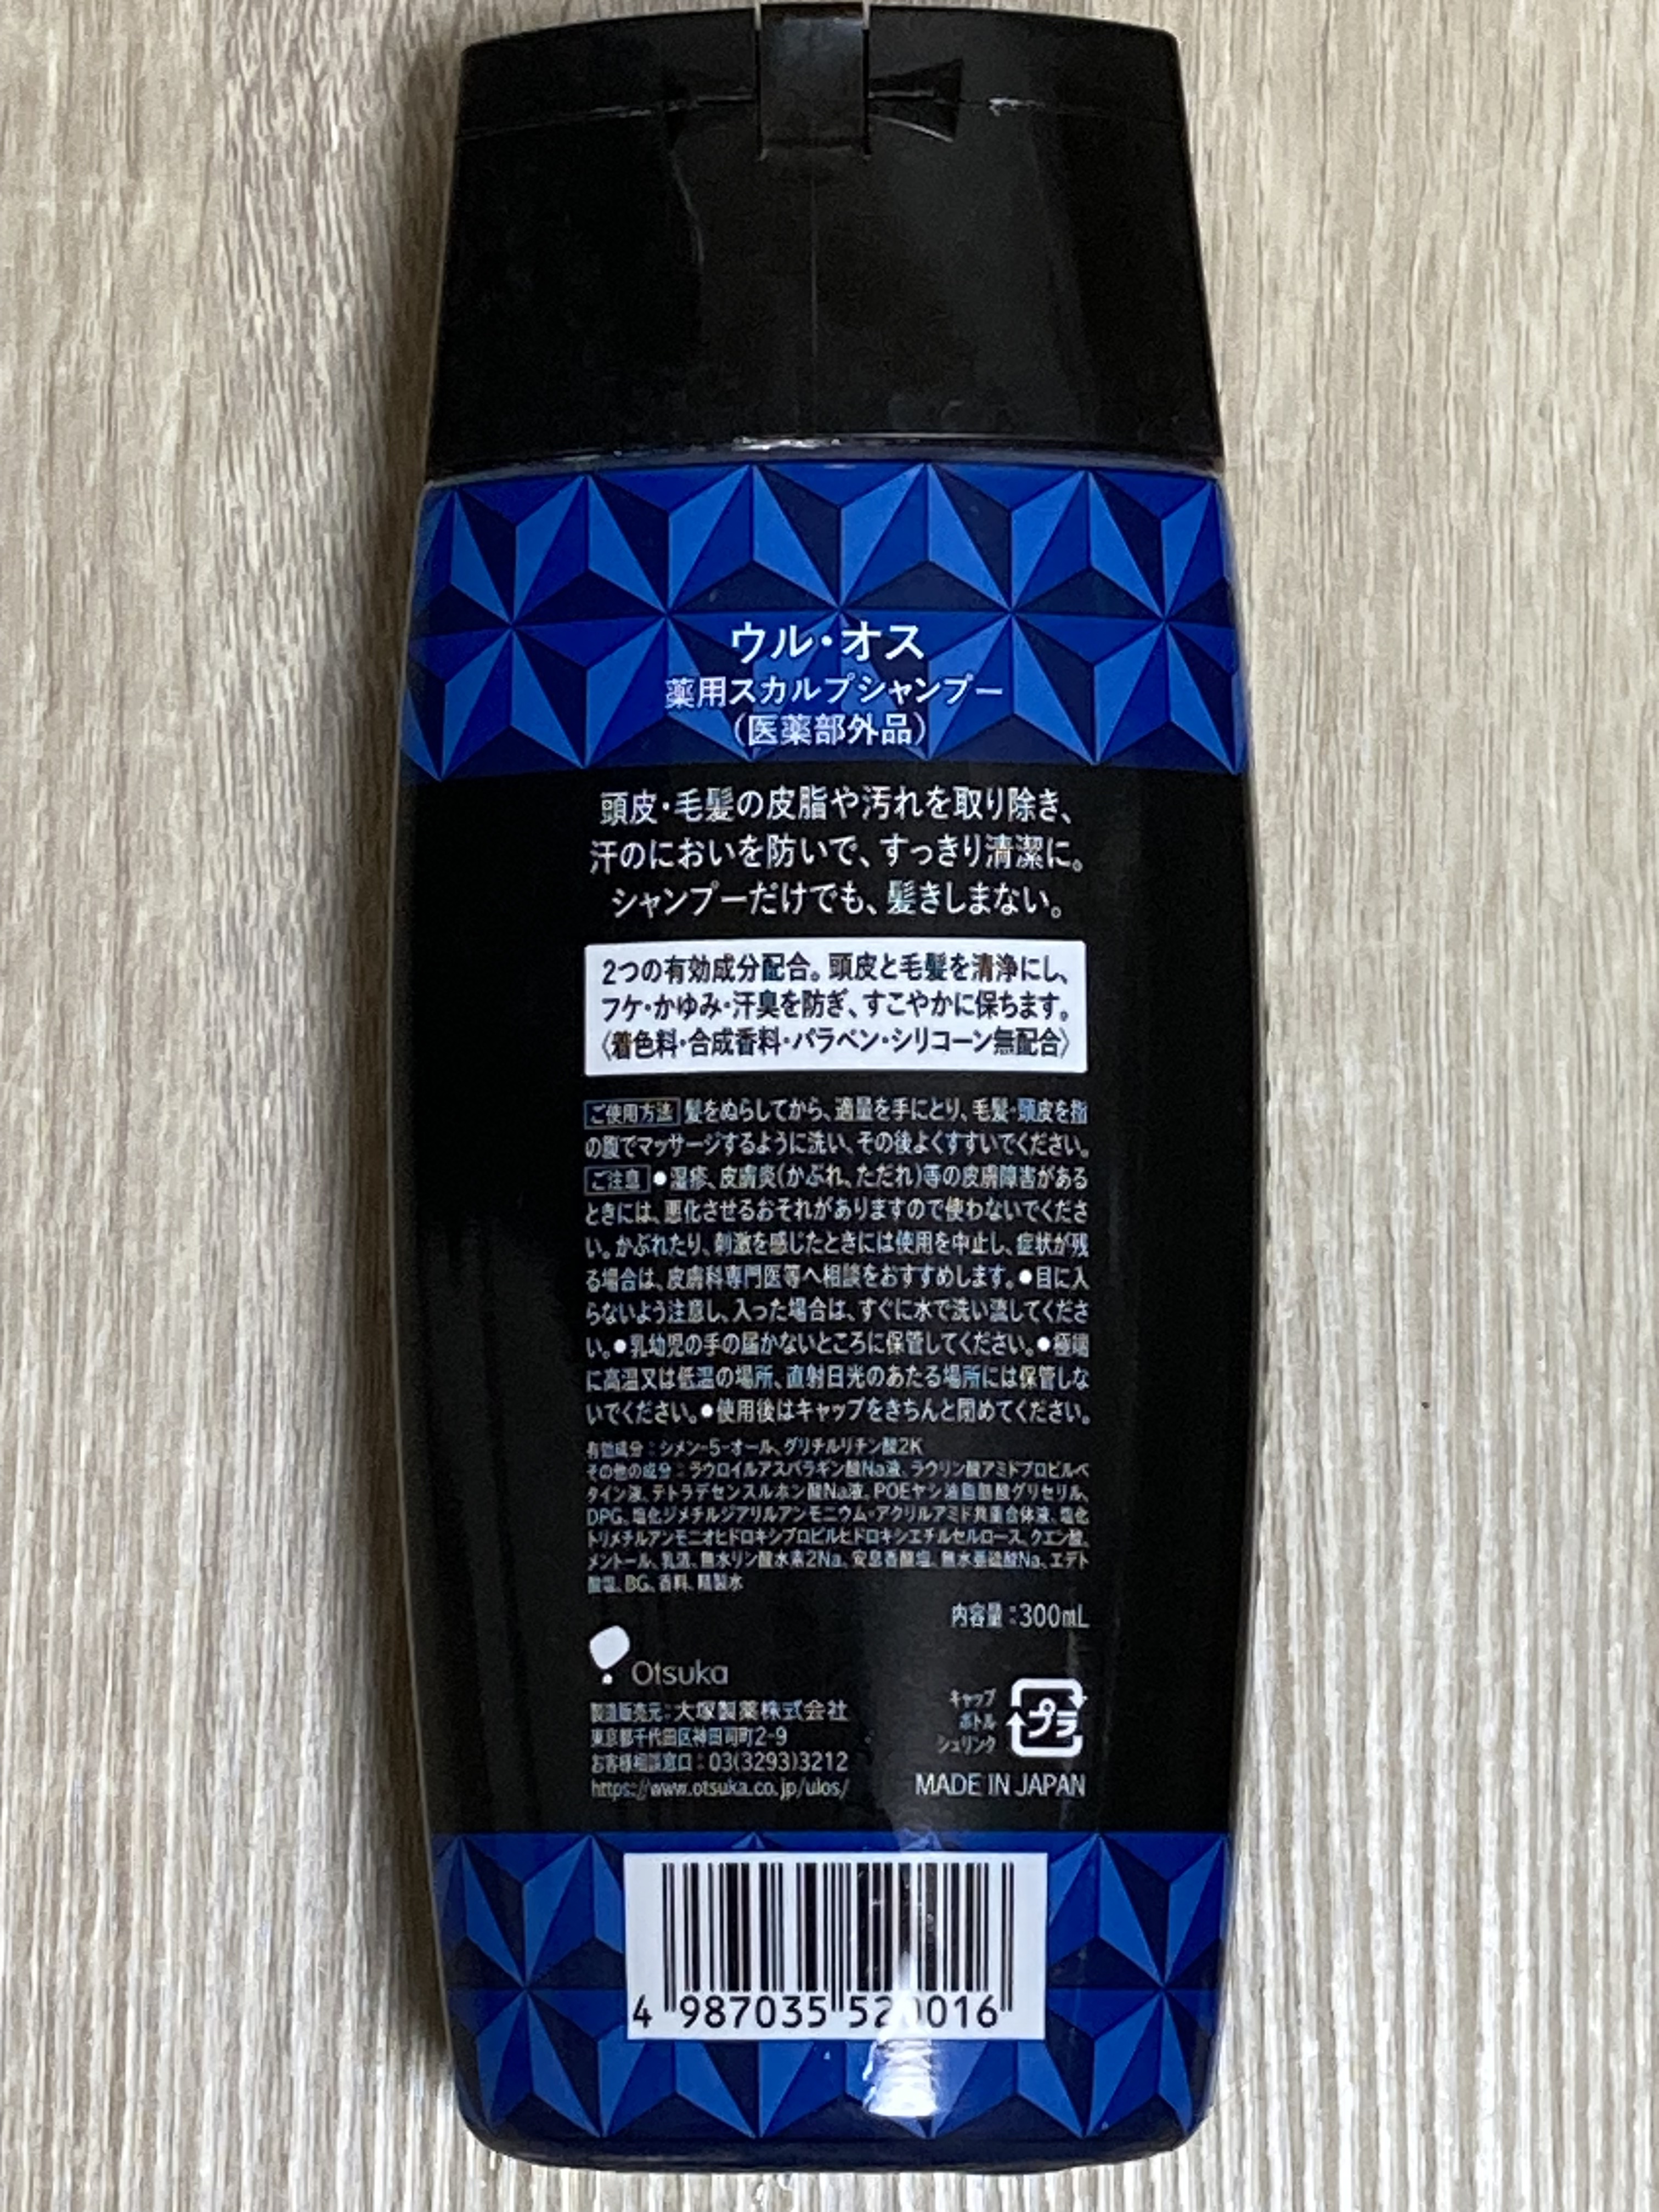 ウル・オス
薬用スカルプシャンプー
（医薬部外品）
頭皮・毛髪の皮脂や汚れを取り除き、
汗のにおいを防いで、すっきり清潔に。
シャンプーだけでも、髪きしまない。
2つの有効成分配合。頭皮と毛髪を清浄にし、
フケ・かゆみ・汗臭を防ぎ、すこやかに保ちます。
〈着色料・合成香料・パラベン・シリコーン無配合〉
ご使用方法 髪をぬらしてから、適量を手にとり、毛髪・頭皮を指
の腹でマッサージするように洗い、その後よくすすいでください。
ご注意 ●湿疹、皮膚炎(かぶれ、ただれ)等の皮膚障害がある
ときには、悪化させるおそれがありますので使わないでくださ
い。かぶれたり、刺激を感じたときには使用を中止し、症状が残
る場合は、皮膚科専門医等へ相談をおすすめします。●目に入
らないよう注意し、入った場合は、すぐに水で洗い流してくださ
い。●乳幼児の手の届かないところに保管してください。●極端
に高温又は低温の場所、直射日光のあたる場所には保管しな
いでください。●使用後はキャップをきちんと閉めてください。
有効成分：シメン-5-オール、グリチルリチン酸2K
その他の成分：ラウロイルアスパラギン酸Na液、ラウリン酸アミドプロピルベ
タイン液、テトラデセンスルホン酸Na液、POEヤシ油脂肪酸グリセリル、
DPG、塩化ジメチルジアリルアンモニウム・アクリルアミド共重合体液、塩化
トリメチルアンモニオヒドロキシプロピルヒドロキシエチルセルロース、クエン酸、
メントール、乳酸、無水リン酸水素2Na、安息香酸塩、無水亜硫酸Na、エデト
酸塩、BG、香料、精製水
内容量：300mL
Otsuka
製造販売元：大塚製薬株式会社
東京都千代田区神田司町2-9
お客様相談窓口：03(3293)3212
https://www.otsuka.co.jp/ulos/
キャップ
ボトル
シュリンク
プラ
MADE IN JAPAN
4 987035 520016